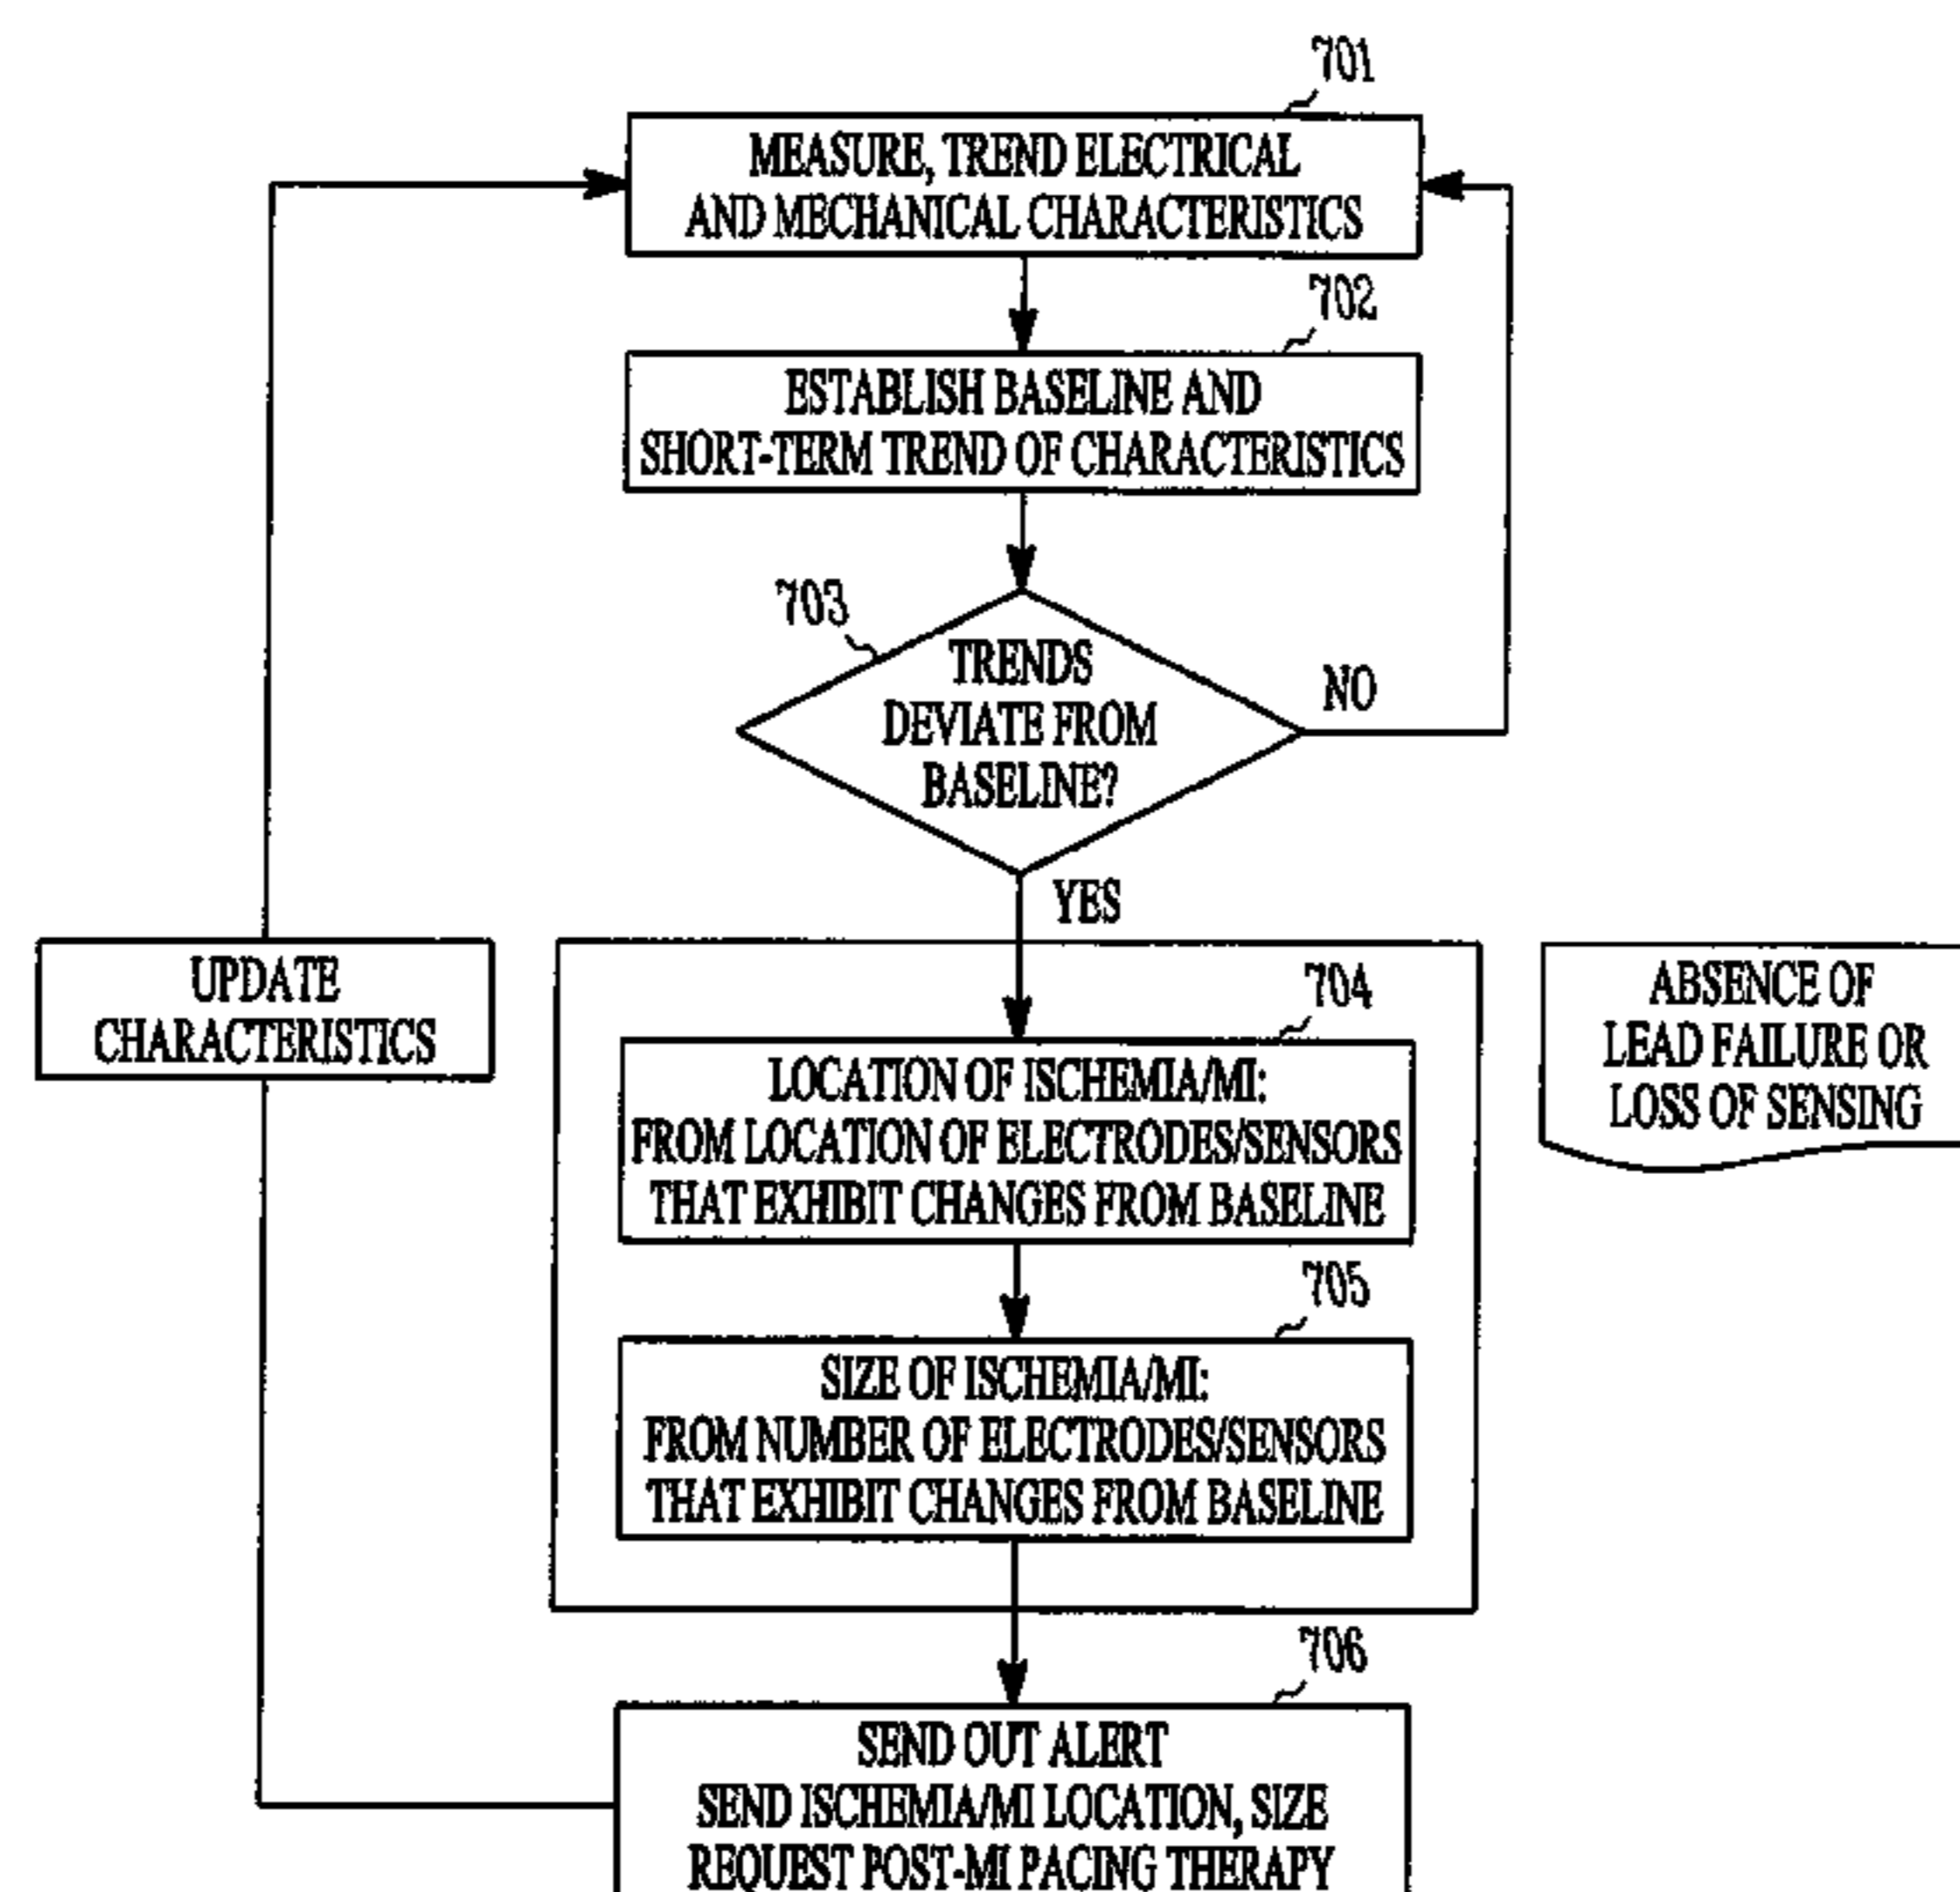 701
MEASURE, TREND ELECTRICAL
AND MECHANICAL CHARACTERISTICS
702
ESTABLISH BASELINE AND
SHORT-TERM TREND OF CHARACTERISTICS
703
TRENDS
DEVIATE FROM
BASELINE?
NO
YES
UPDATE
CHARACTERISTICS
704
LOCATION OF ISCHEMIA/MI:
FROM LOCATION OF ELECTRODES/SENSORS
THAT EXHIBIT CHANGES FROM BASELINE
ABSENCE OF
LEAD FAILURE OR
LOSS OF SENSING
705
SIZE OF ISCHEMIA/MI:
FROM NUMBER OF ELECTRODES/SENSORS
THAT EXHIBIT CHANGES FROM BASELINE
706
SEND OUT ALERT
SEND ISCHEMIA/MI LOCATION, SIZE
REQUEST POST-MI PACING THERAPY